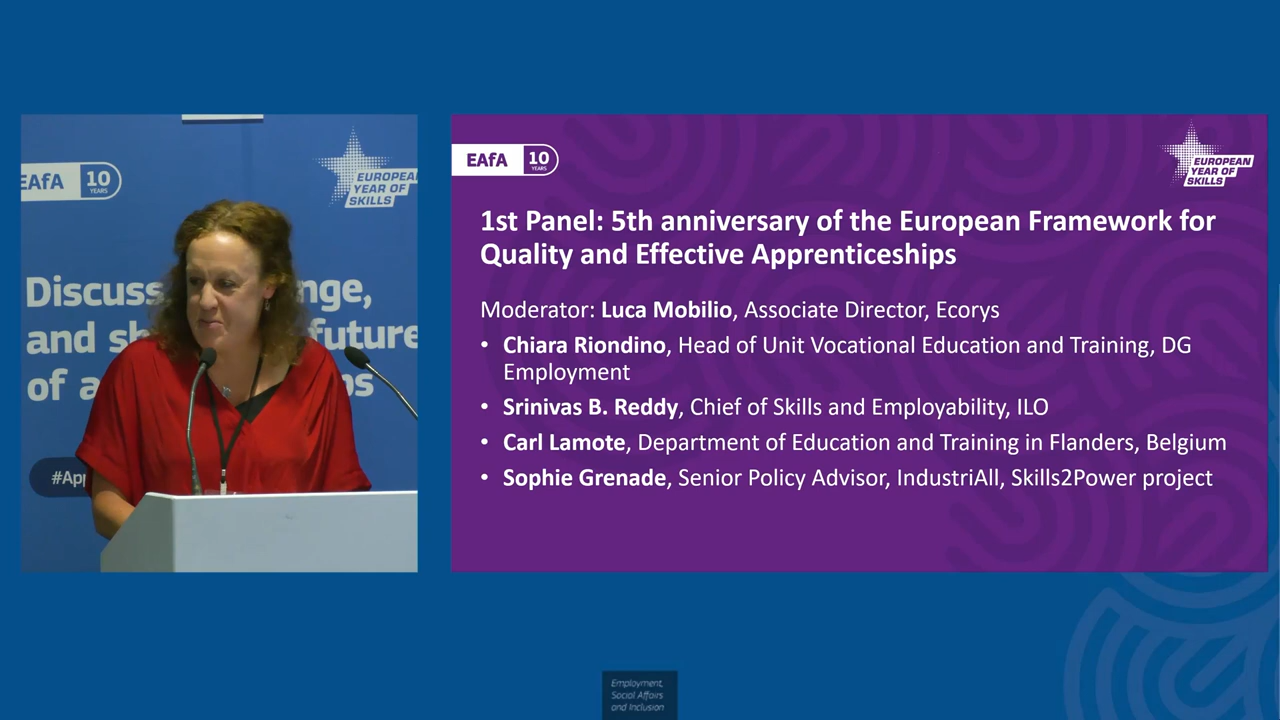 EAfA 10
YEARS
EUROPEAN
YEAR OF
SKILLS
Discuss nge,
and sh future
of a ps
#App
EAfA 10
YEARS
EUROPEAN
YEAR OF
SKILLS
1st Panel: 5th anniversary of the European Framework for
Quality and Effective Apprenticeships
Moderator: Luca Mobilio, Associate Director, Ecorys
• Chiara Riondino, Head of Unit Vocational Education and Training, DG
Employment
• Srinivas B. Reddy, Chief of Skills and Employability, ILO
• Carl Lamote, Department of Education and Training in Flanders, Belgium
• Sophie Grenade, Senior Policy Advisor, IndustriAll, Skills2Power project
Employment,
Social Affairs
and Inclusion